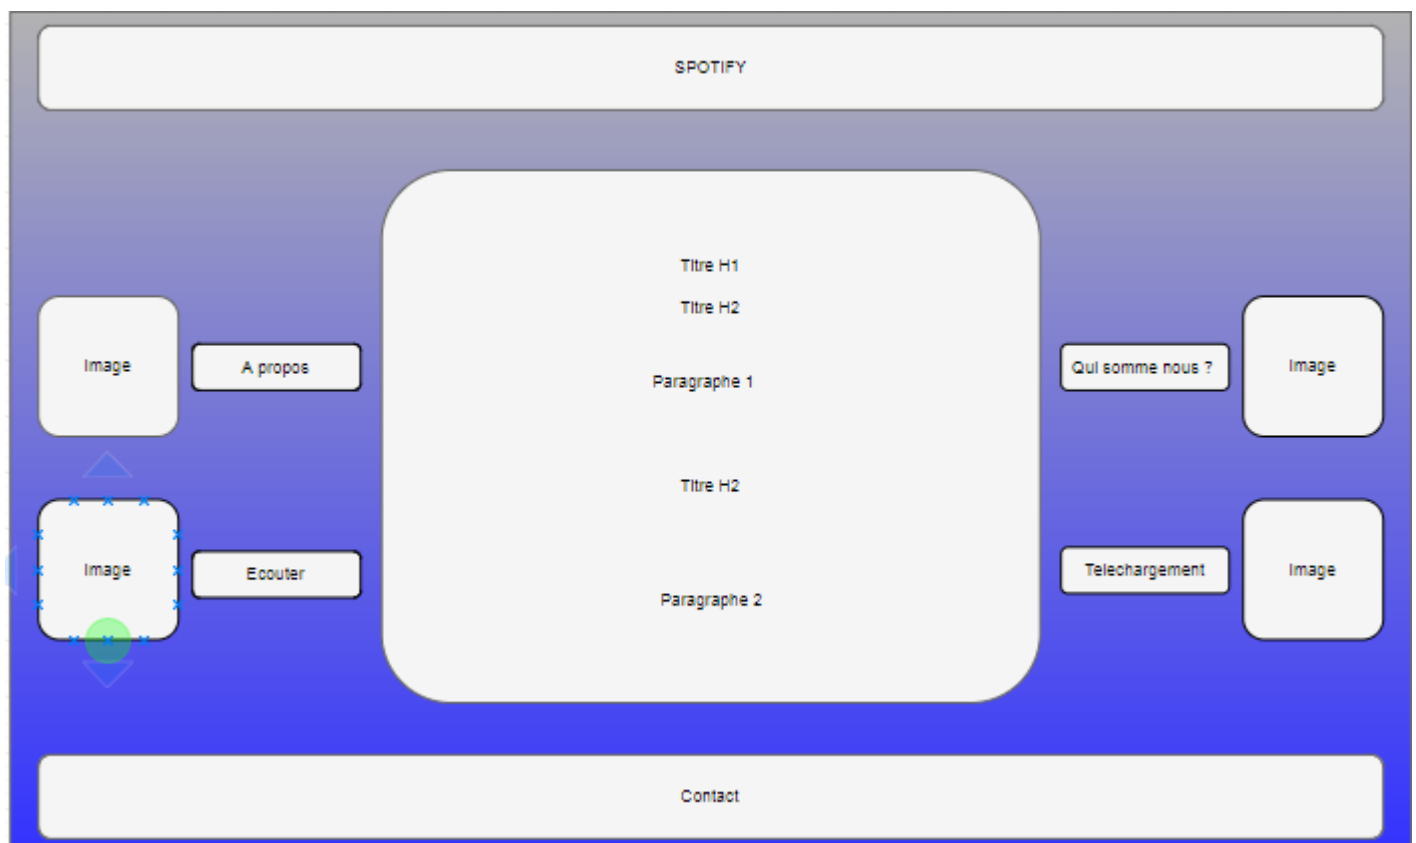 SPOTIFY
Titre H1
Titre H2
Image
A propos
Paragraphe 1
Qui somme nous ?
Image
Titre H2
Image
Ecouter
Paragraphe 2
Telechargement
Image
Contact